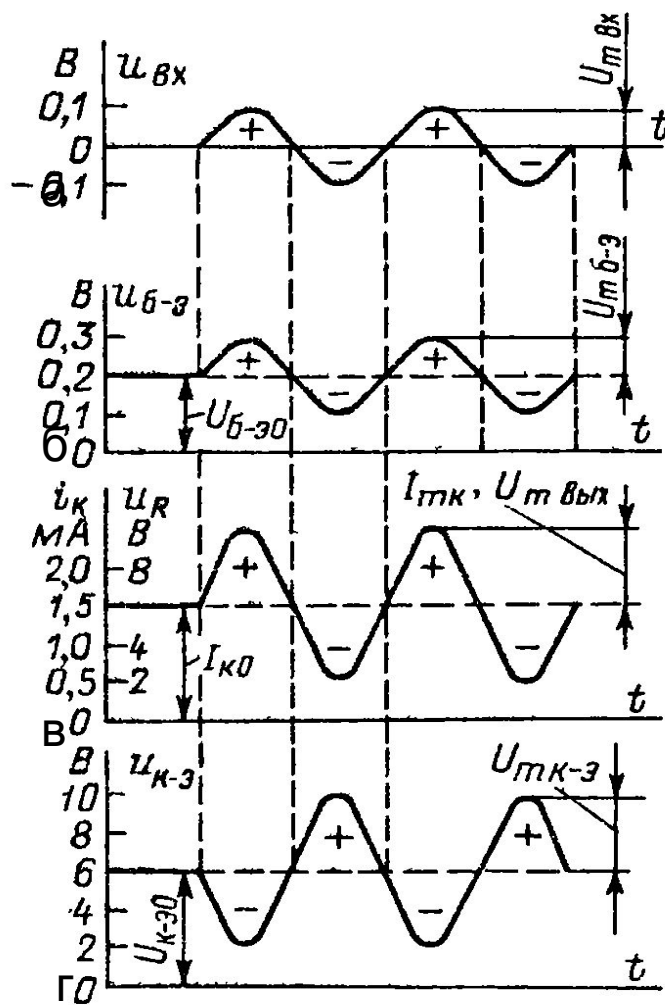 В u вх
0,1
0
-0,1
а
+ - + -
U m вх
t
В u б-э
0,3
0,2
0,1
0
б
+ - + -
U б-э0
U m б-э
t
i к u R
мА В
2,0 8
1,5
1,0 4
0,5 2
0
в
+ - + -
I к0
I mк, U m вых
t
В u к-э
10
8
6
4
2
0
г
- + - +
U к-э0
U m к-э
t